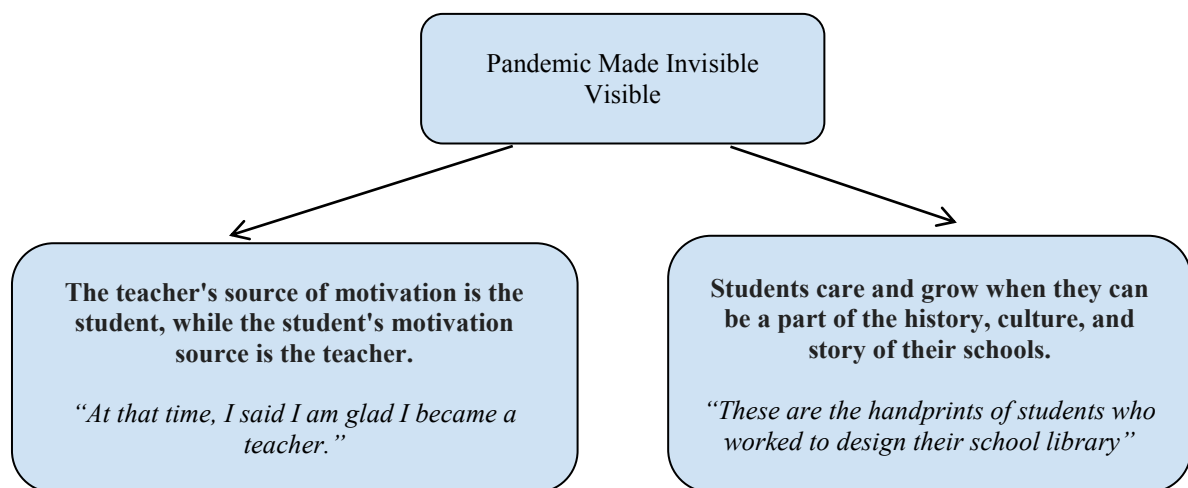 Pandemic Made Invisible
Visible
The teacher's source of motivation is the
student, while the student's motivation
source is the teacher.
“At that time, I said I am glad I became a
teacher.”
Students care and grow when they can
be a part of the history, culture, and
story of their schools.
“These are the handprints of students who
worked to design their school library”